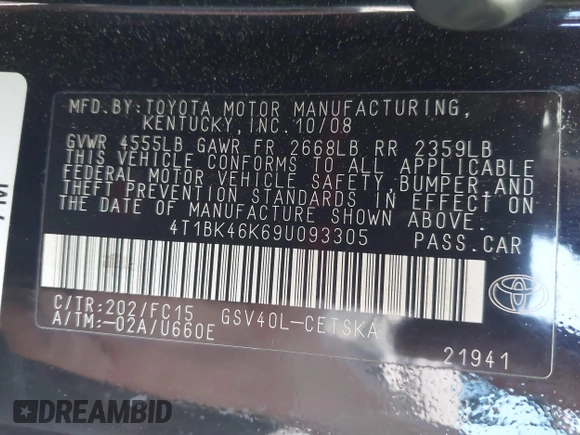 MFD.BY:TOYOTA MOTOR MANUFACTURING,
KENTUCKY,INC.10/08
GVWR 4555LB GAWR FR 2668LB RR 2359LB
THIS VEHICLE CONFORMS TO ALL APPLICABLE
FEDERAL MOTOR VEHICLE SAFETY,BUMPER,AND
THEFT PREVENTION STANDARDS IN EFFECT ON
THE DATE OF MANUFACTURE SHOWN ABOVE.
4T1BK46K69U093305 PASS.CAR
C/TR:202/FC15 GSV40L-CETSKA
A/TM:-02A/U660E
21941
DREAMBID